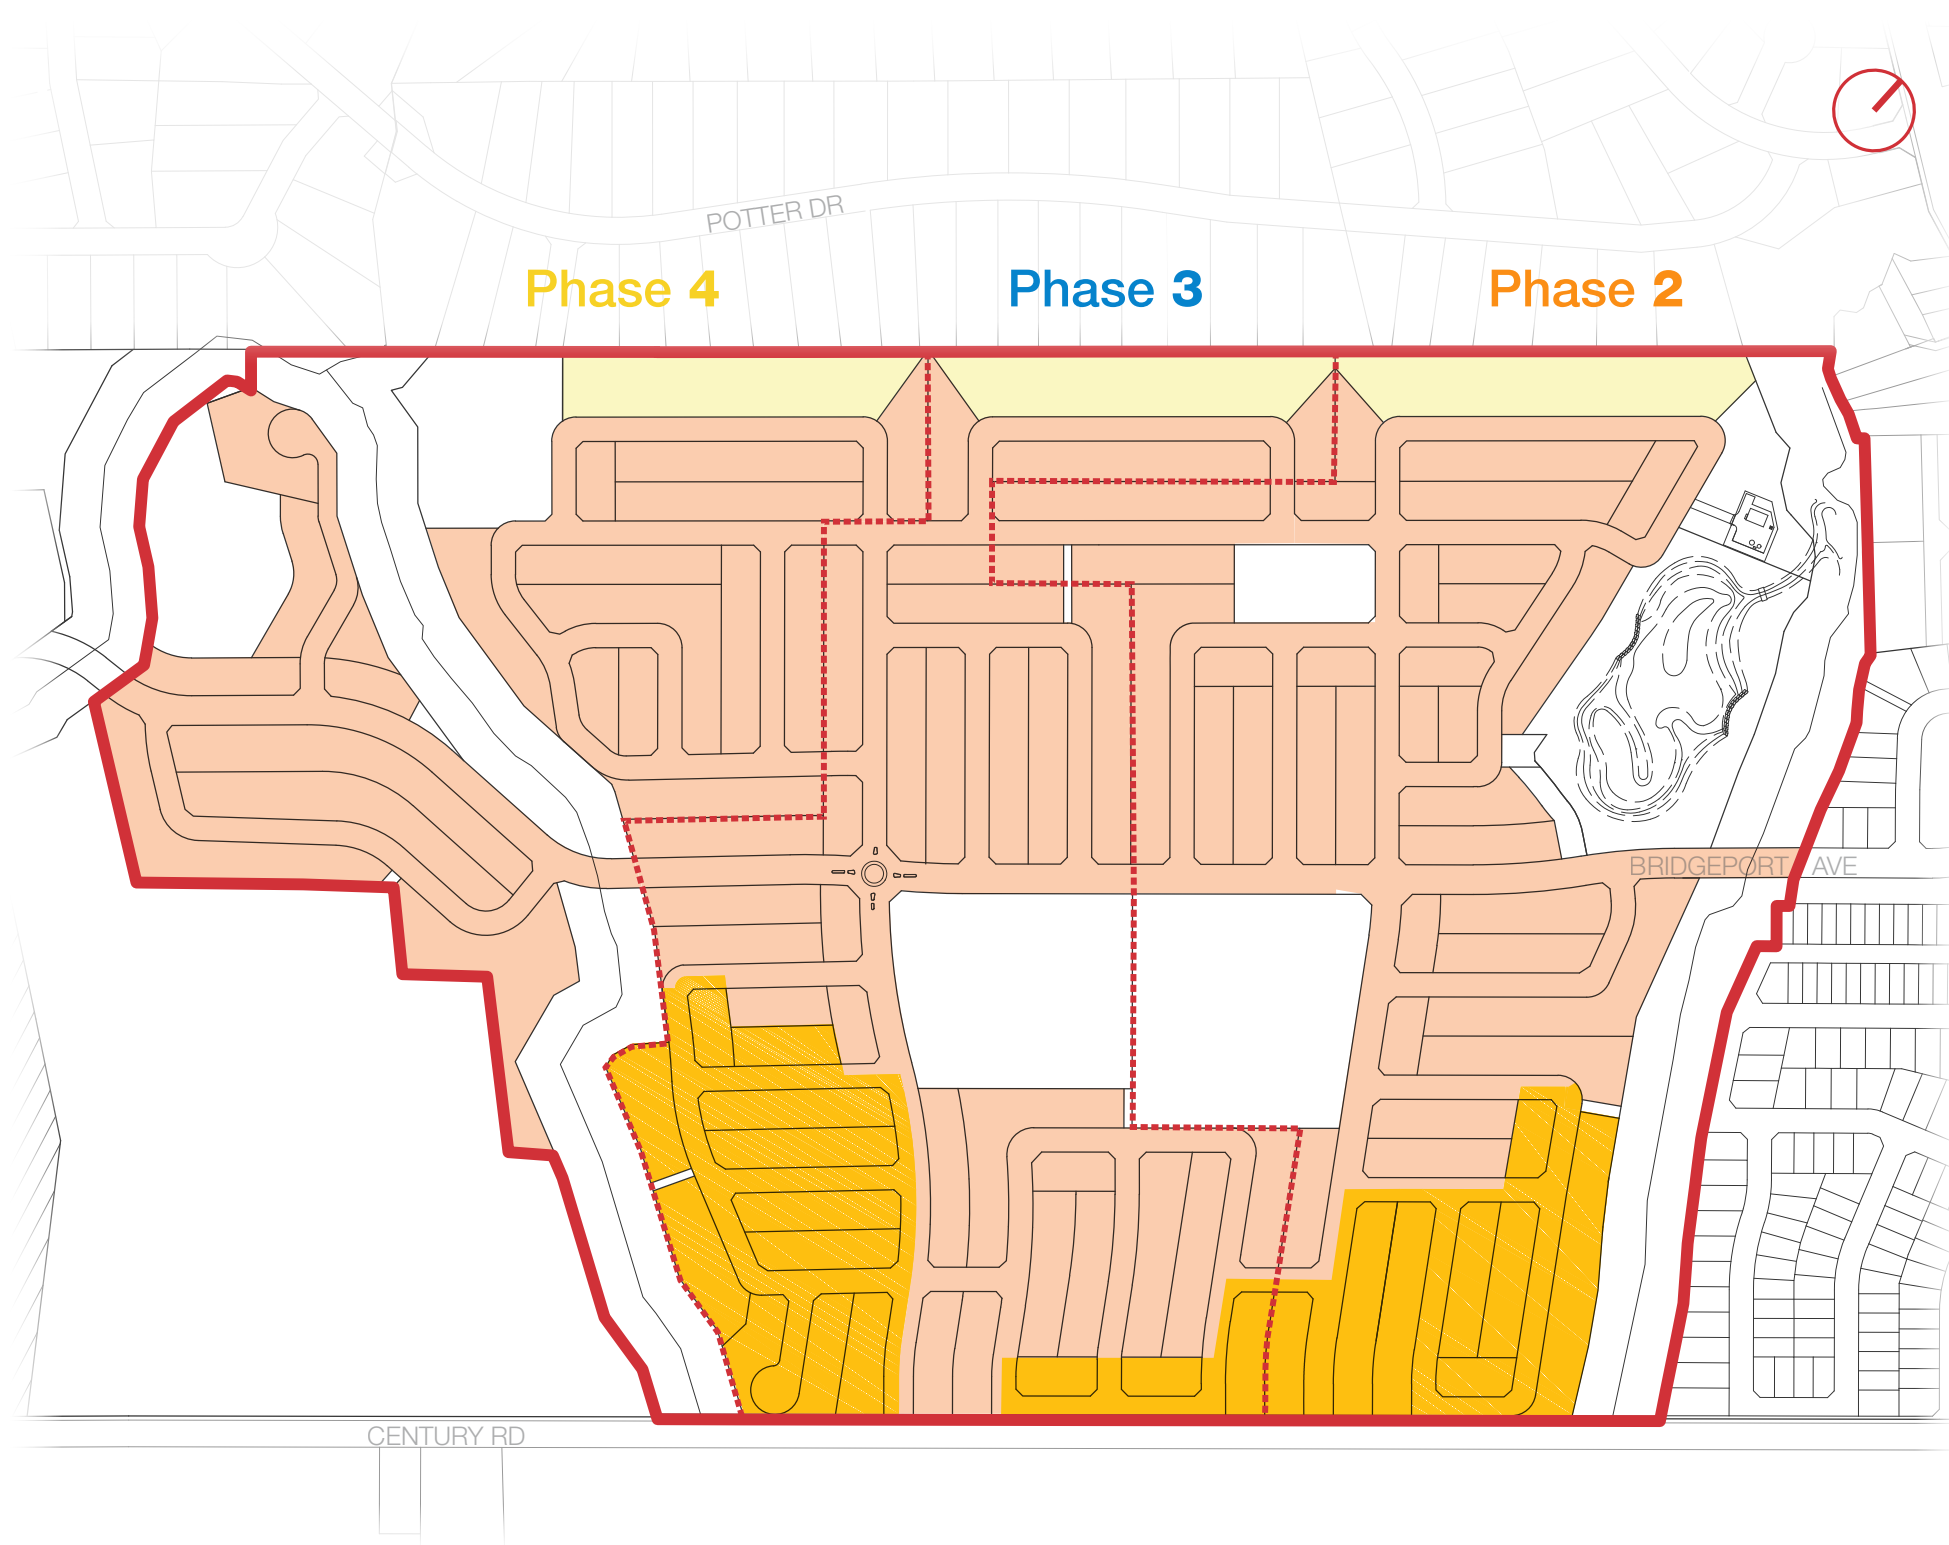 POTTER DR
Phase 4
Phase 3
Phase 2
BRIDGEPORT AVE
CENTURY RD